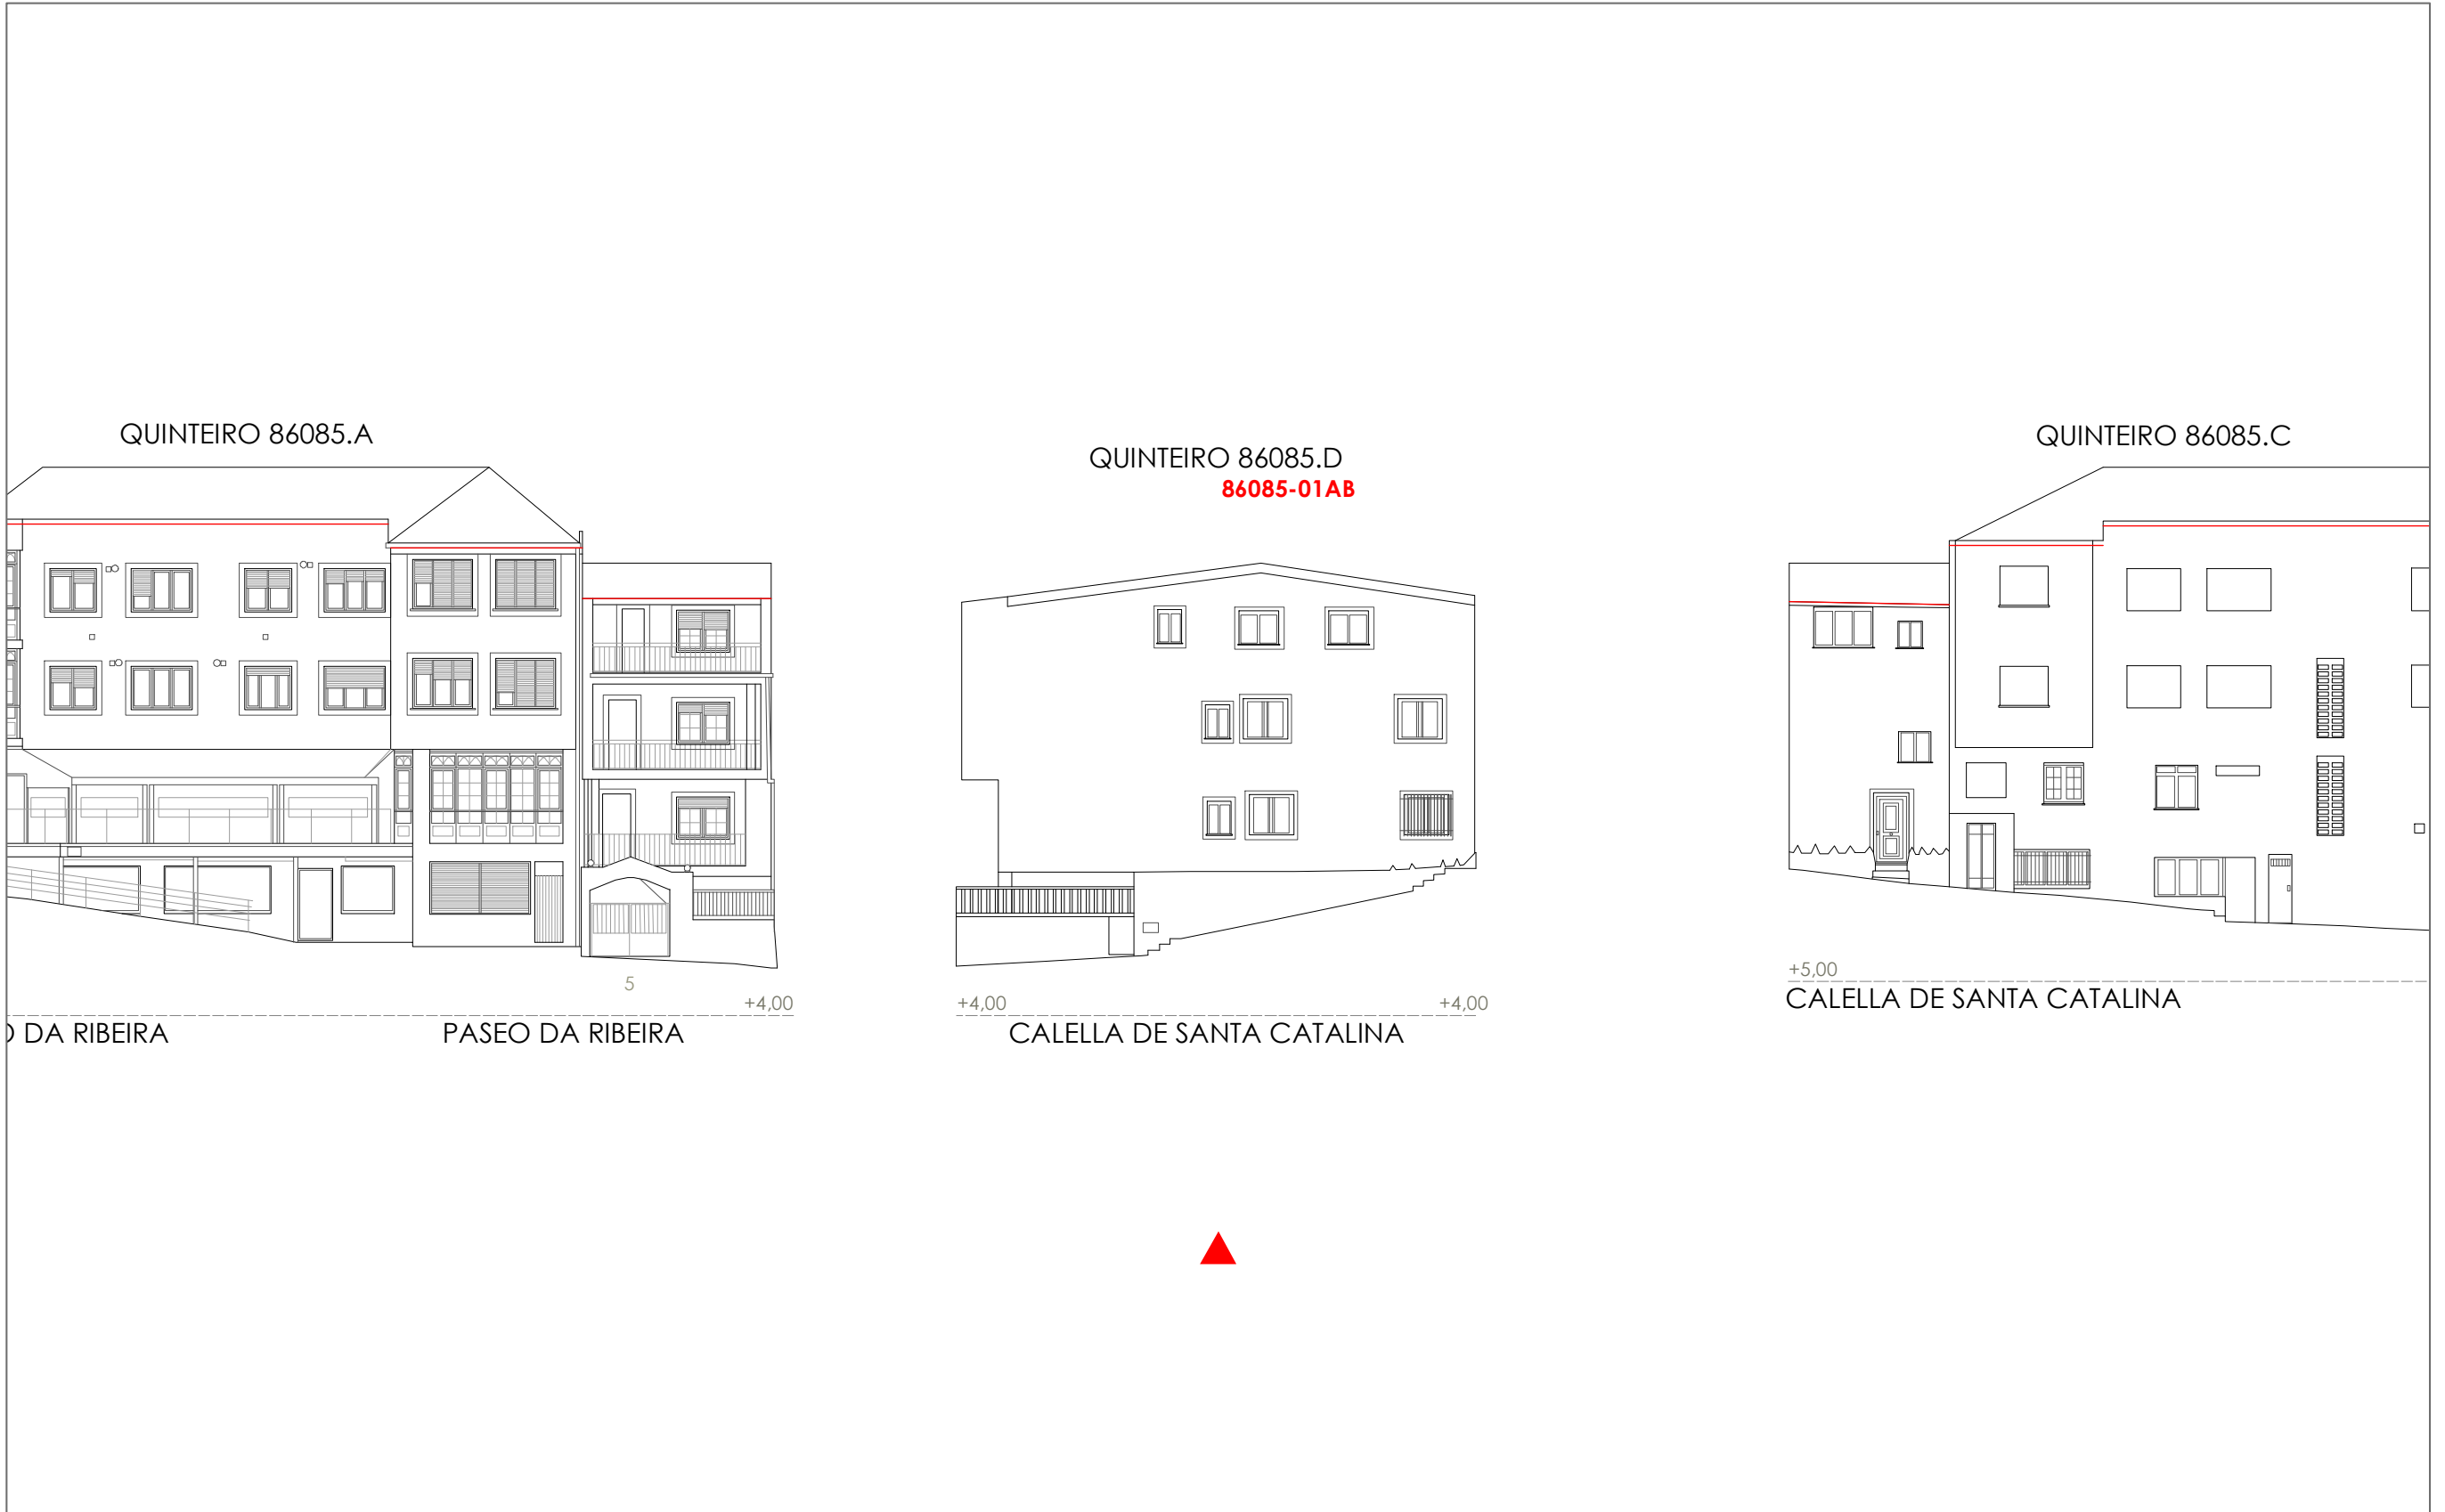 QUINTEIRO 86085.A
QUINTEIRO 86085.D
86085-01AB
QUINTEIRO 86085.C
5
+4,00
DA RIBEIRA
PASEO DA RIBEIRA
+4,00
+4,00
CALELLA DE SANTA CATALINA
+5,00
CALELLA DE SANTA CATALINA